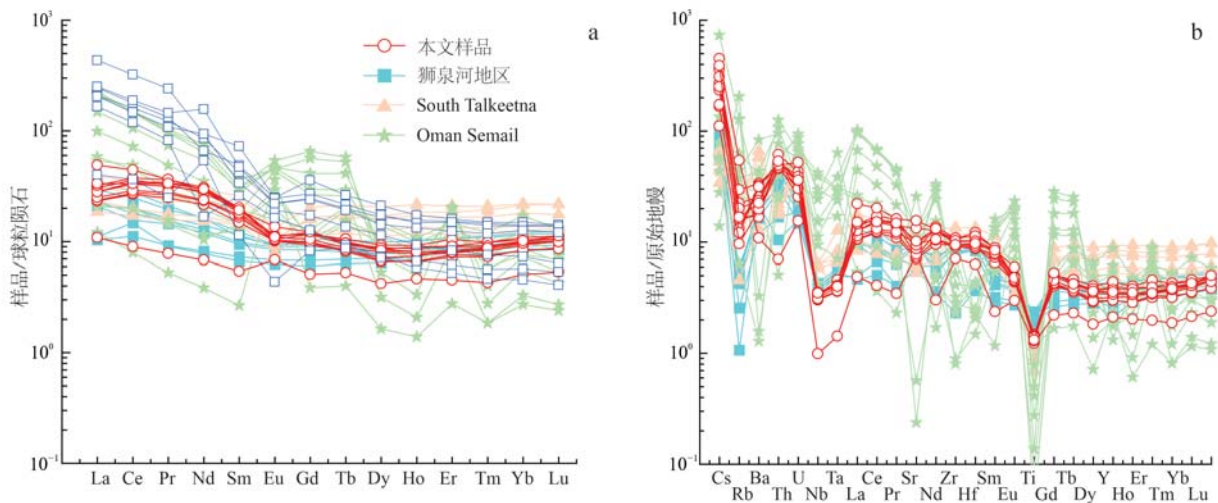 a
10³
10²
10¹
10⁰
10⁻¹
样品/球粒陨石
本文样品
狮泉河地区
South Talkeetna
Oman Semail
La Ce Pr Nd Sm Eu Gd Tb Dy Ho Er Tm Yb Lu
b
10³
10²
10¹
10⁰
10⁻¹
样品/原始地幔
Cs Ba U Ta Ce Sr Zr Sm Ti Tb Y Er Yb
Rb Th Nb La Pr Nd Hf Eu Gd Dy Ho Tm Lu